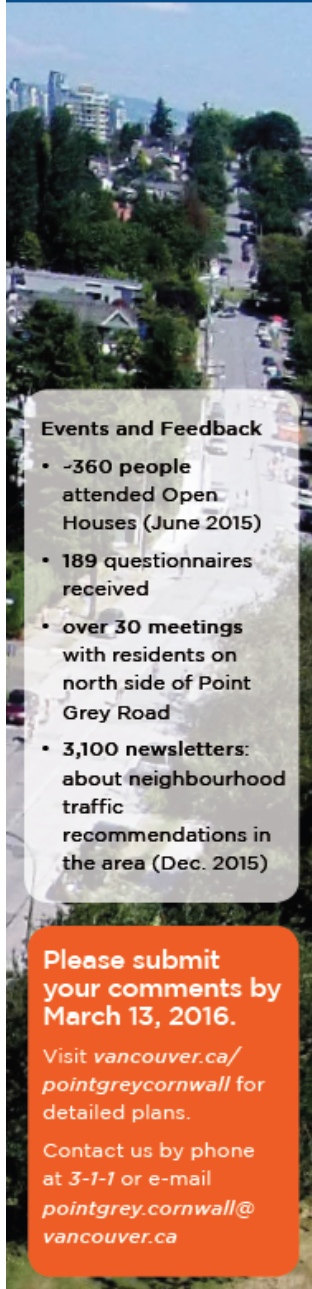 Events and Feedback
• ~360 people
attended Open
Houses (June 2015)
• 189 questionnaires
received
• over 30 meetings
with residents on
north side of Point
Grey Road
• 3,100 newsletters:
about neighbourhood
traffic
recommendations in
the area (Dec. 2015)
Please submit
your comments by
March 13, 2016.
Visit vancouver.ca/
pointgreycornwall for
detailed plans.
Contact us by phone
at 3-1-1 or e-mail
pointgrey.cornwall@
vancouver.ca